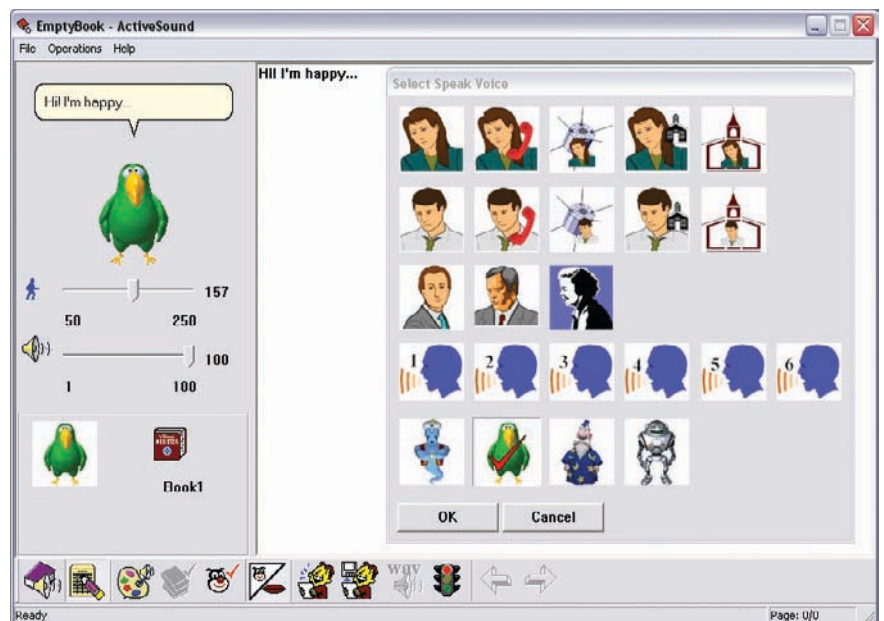 EmptyBook - ActiveSound
File Operations Help
Hi! I'm happy...
157
50 250
100
1 100
Book1
Hi! I'm happy...
Select Speak Voice
1 2 3 4 5 6
OK Cancel
wav
Ready Page: 0/0